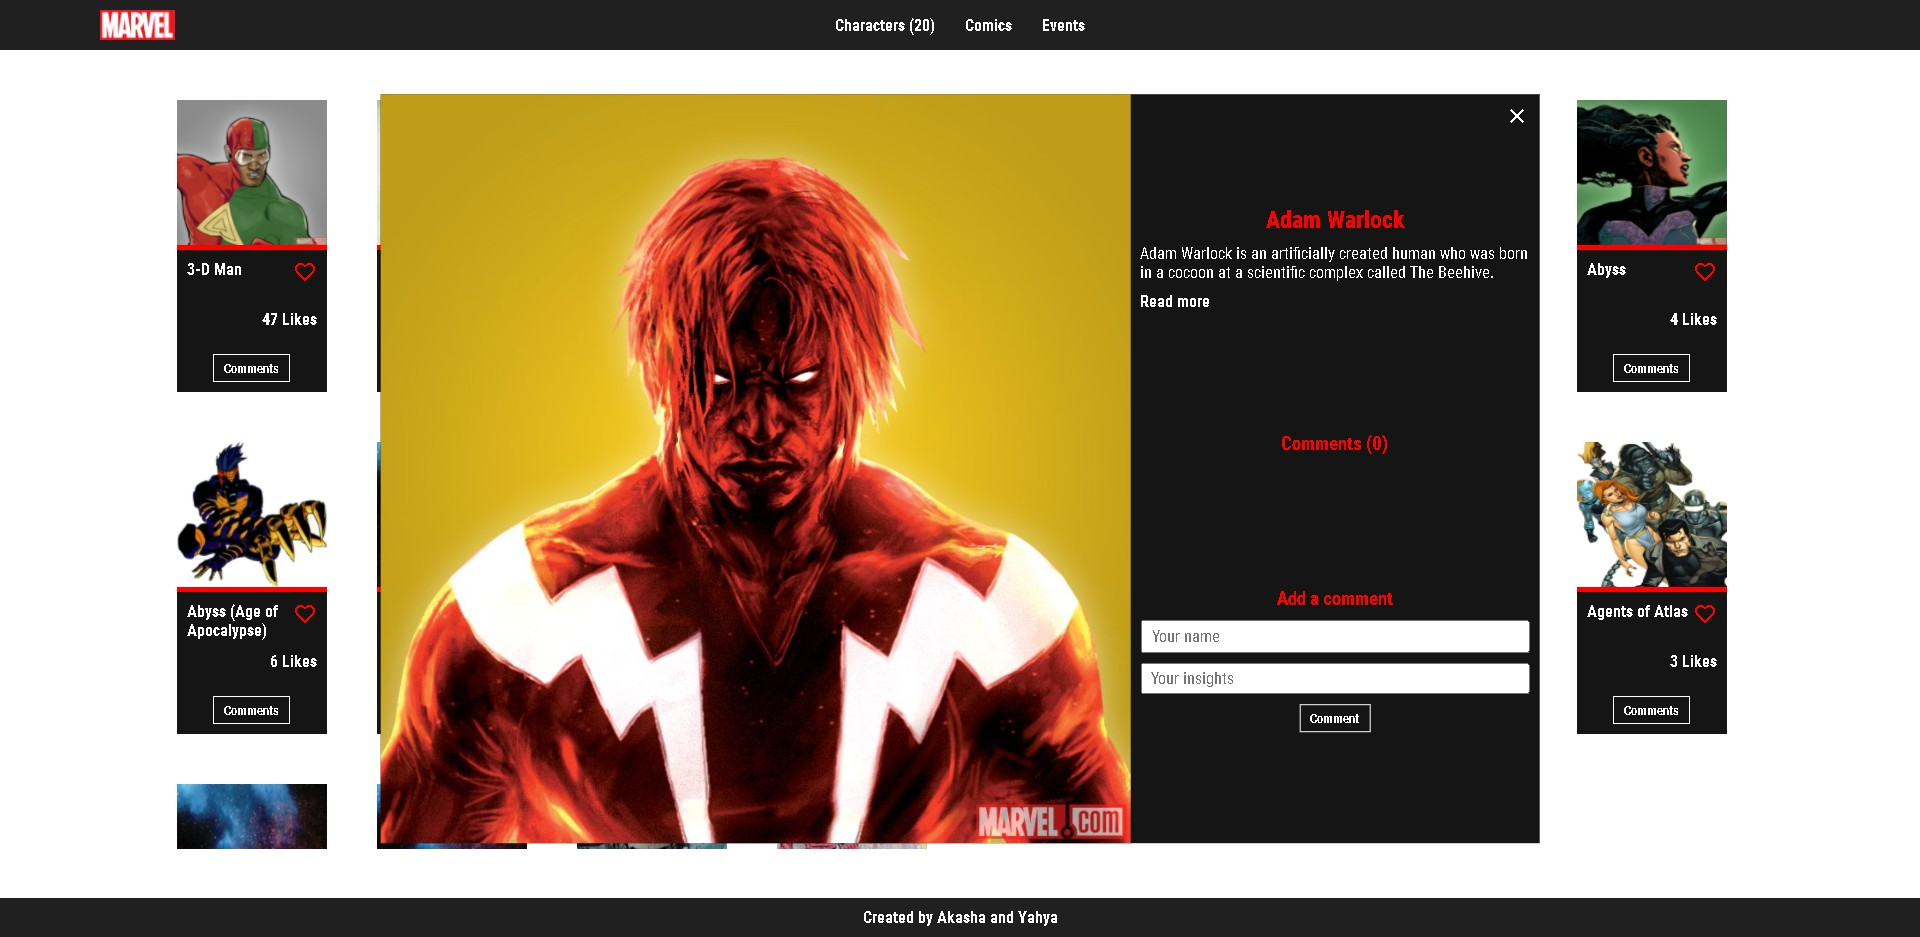 MARVEL
Characters (20)
Comics
Events
3-D Man
47 Likes
Comments
Abyss (Age of
Apocalypse)
6 Likes
Comments
MARVEL.com
Adam Warlock
Adam Warlock is an artificially created human who was born
in a cocoon at a scientific complex called The Beehive.
Read more
Comments (0)
Add a comment
Your name
Your insights
Comment
Abyss
4 Likes
Comments
Agents of Atlas
3 Likes
Comments
Created by Akasha and Yahya